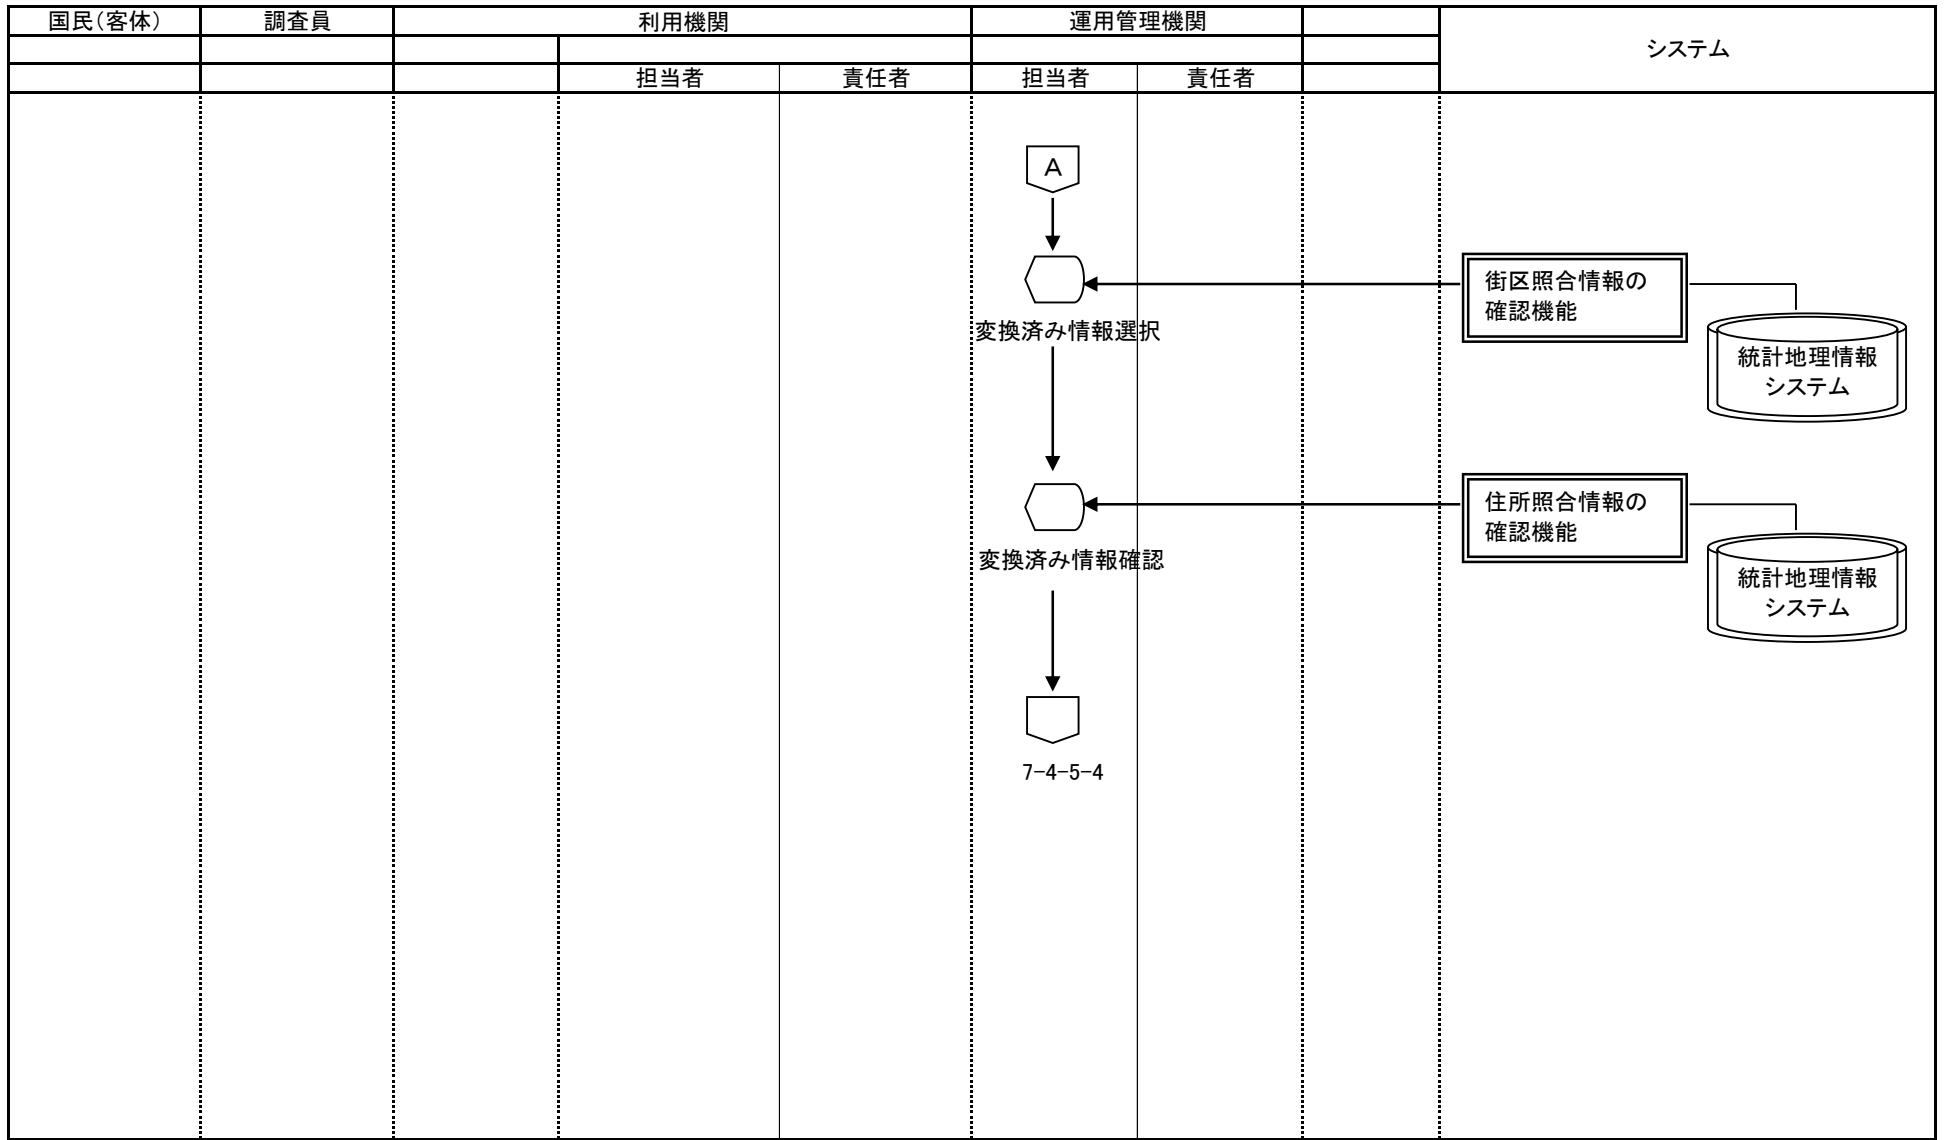 国民(客体)
調査員
利用機関
運用管理機関
システム
担当者
責任者
担当者
責任者
A
街区照合情報の
確認機能
変換済み情報選択
統計地理情報
システム
住所照合情報の
確認機能
変換済み情報確認
統計地理情報
システム
7-4-5-4